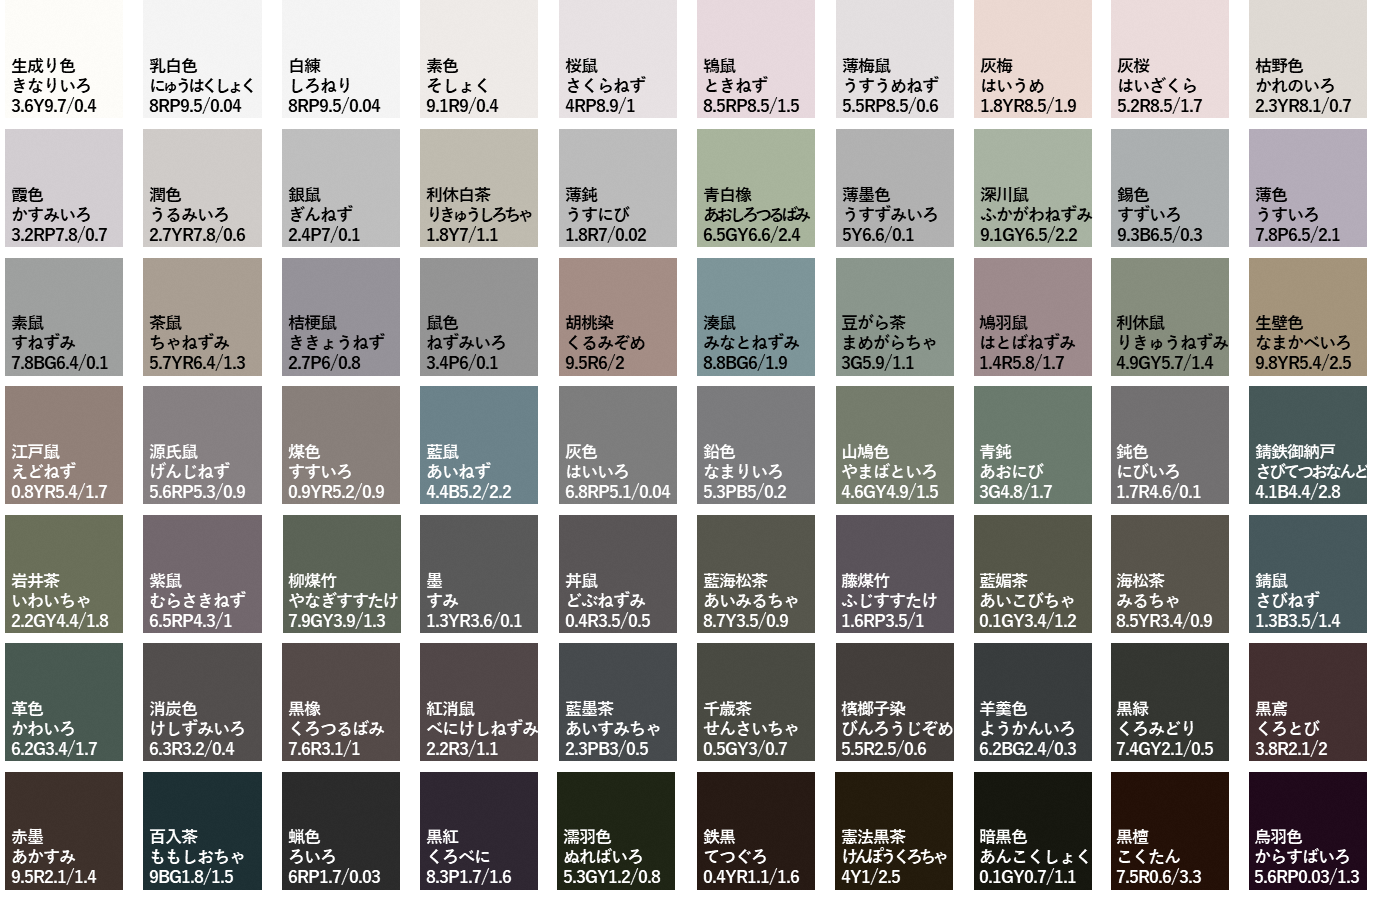 生成り色
きなりいろ
3.6Y9.7/0.4
乳白色
にゅうはくしょく
8RP9.5/0.04
白練
しろねり
8RP9.5/0.04
素色
そしょく
9.1R9/0.4
桜鼠
さくらねず
4RP8.9/1
鴇鼠
ときねず
8.5RP8.5/1.5
薄梅鼠
うすうめねず
5.5RP8.5/0.6
灰梅
はいうめ
1.8YR8.5/1.9
灰桜
はいざくら
5.2R8.5/1.7
枯野色
かれのいろ
2.3YR8.1/0.7
霞色
かすみいろ
3.2RP7.8/0.7
潤色
うるみいろ
2.7YR7.8/0.6
銀鼠
ぎんねず
2.4P7/0.1
利休白茶
りきゅうしろちゃ
1.8Y7/1.1
薄鈍
うすにび
1.8R7/0.02
青白橡
あおしろつるばみ
6.5GY6.6/2.4
薄墨色
うすずみいろ
5Y6.6/0.1
深川鼠
ふかがわねずみ
9.1GY6.5/2.2
錫色
すずいろ
9.3B6.5/0.3
薄色
うすいろ
7.8P6.5/2.1
素鼠
すねずみ
7.8BG6.4/0.1
茶鼠
ちゃねずみ
5.7YR6.4/1.3
桔梗鼠
ききょうねず
2.7P6/0.8
鼠色
ねずみいろ
3.4P6/0.1
胡桃染
くるみぞめ
9.5R6/2
湊鼠
みなとねずみ
8.8BG6/1.9
豆がら茶
まめがらちゃ
3G5.9/1.1
鳩羽鼠
はとばねずみ
1.4R5.8/1.7
利休鼠
りきゅうねずみ
4.9GY5.7/1.4
生壁色
なまかべいろ
9.8YR5.4/2.5
江戸鼠
えどねず
0.8YR5.4/1.7
源氏鼠
げんじねず
5.6RP5.3/0.9
煤色
すすいろ
0.9YR5.2/0.9
藍鼠
あいねず
4.4B5.2/2.2
灰色
はいいろ
6.8RP5.1/0.04
鉛色
なまりいろ
5.3PB5/0.2
山鳩色
やまばといろ
4.6GY4.9/1.5
青鈍
あおにび
3G4.8/1.7
鈍色
にびいろ
1.7R4.6/0.1
錆鉄御納戸
さびてつおなんど
4.1B4.4/2.8
岩井茶
いわいちゃ
2.2GY4.4/1.8
紫鼠
むらさきねず
6.5RP4.3/1
柳煤竹
やなぎすすたけ
7.9GY3.9/1.3
墨
すみ
1.3YR3.6/0.1
丼鼠
どぶねずみ
0.4R3.5/0.5
藍海松茶
あいみるちゃ
8.7Y3.5/0.9
藤煤竹
ふじすすたけ
1.6RP3.5/1
藍媚茶
あいこびちゃ
0.1GY3.4/1.2
海松茶
みるちゃ
8.5YR3.4/0.9
錆鼠
さびねず
1.3B3.5/1.4
革色
かわいろ
6.2G3.4/1.7
消炭色
けしずみいろ
6.3R3.2/0.4
黒橡
くろつるばみ
7.6R3.1/1
紅消鼠
べにけしねずみ
2.2R3/1.1
藍墨茶
あいすみちゃ
2.3PB3/0.5
千歳茶
せんさいちゃ
0.5GY3/0.7
檳榔子染
びんろうじぞめ
5.5R2.5/0.6
羊羹色
ようかんいろ
6.2BG2.4/0.3
黒緑
くろみどり
7.4GY2.1/0.5
黒鳶
くろとび
3.8R2.1/2
赤墨
あかすみ
9.5R2.1/1.4
百入茶
ももしおちゃ
9BG1.8/1.5
蝋色
ろいろ
6RP1.7/0.03
黒紅
くろべに
8.3P1.7/1.6
濡羽色
ぬればいろ
5.3GY1.2/0.8
鉄黒
てつぐろ
0.4YR1.1/1.6
憲法黒茶
けんぽうくろちゃ
4Y1/2.5
暗黒色
あんこくしょく
0.1GY0.7/1.1
黒檀
こくたん
7.5R0.6/3.3
烏羽色
からすばいろ
5.6RP0.03/1.3